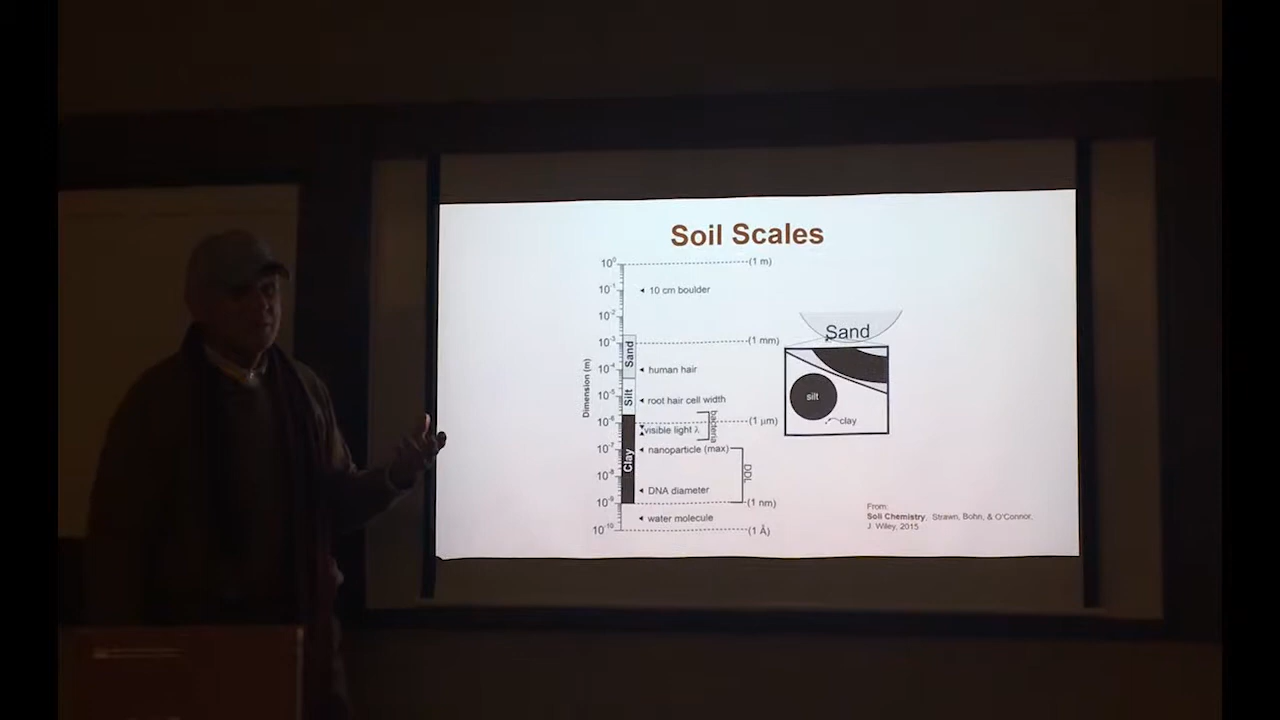 Soil Scales
10⁰
(1 m)
10⁻¹
10 cm boulder
10⁻²
10⁻³
(1 mm)
Sand
10⁻⁴
human hair
Silt
10⁻⁵
root hair cell width
10⁻⁶
(1 µm)
visible light λ
bacteria
10⁻⁷
nanoparticle (max)
Clay
10⁻⁸
DDL
DNA diameter
10⁻⁹
(1 nm)
water molecule
10⁻¹⁰
(1 Å)
Dimension (m)
Sand
silt
clay
From:
Soil Chemistry, Strawn, Bohn, & O'Connor,
J. Wiley, 2015